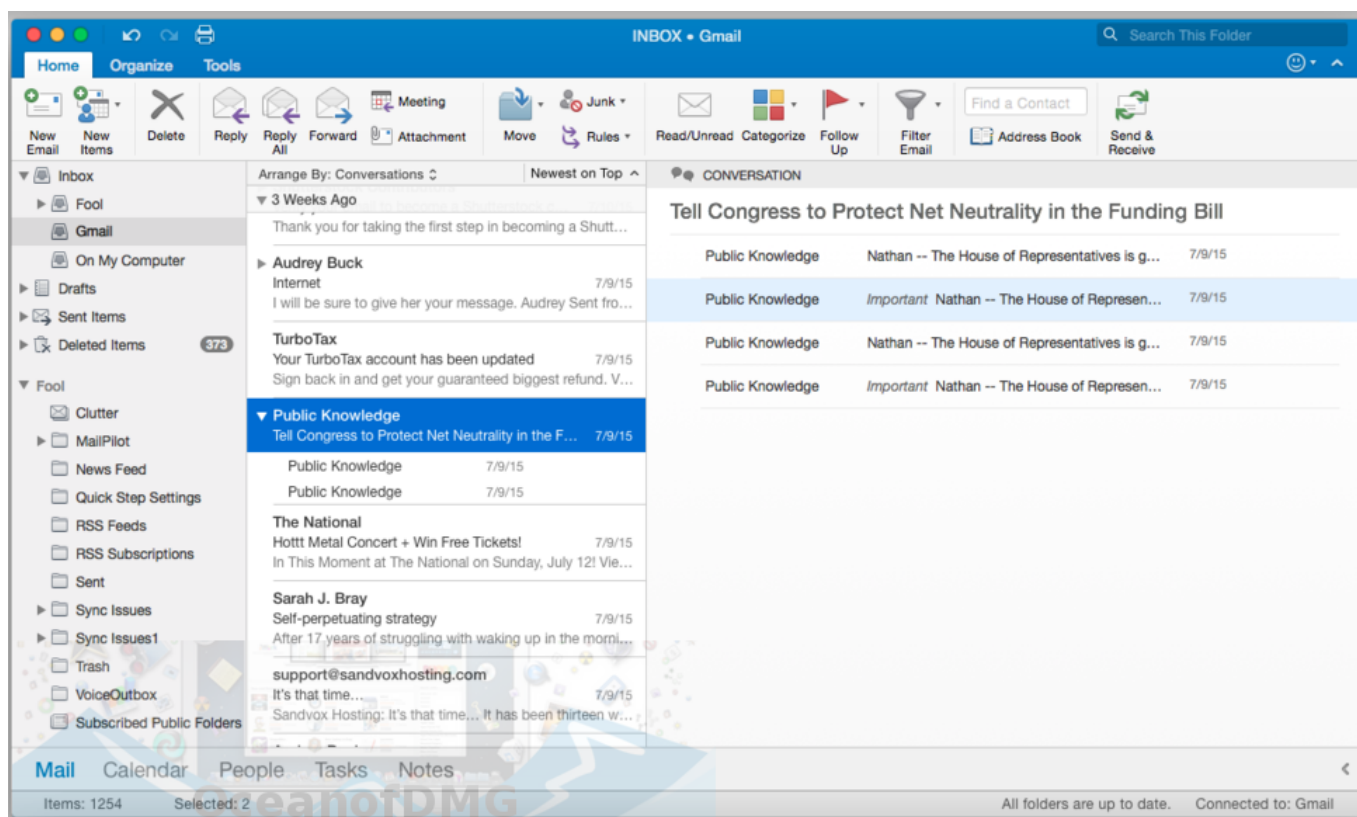 INBOX • Gmail
Search This Folder
Home Organize Tools
New Email
New Items
Delete
Reply
Reply All
Forward
Meeting
Attachment
Move
Junk
Rules
Read/Unread
Categorize
Follow Up
Filter Email
Find a Contact
Address Book
Send & Receive
Inbox
Fool
Gmail
On My Computer
Drafts
Sent Items
Deleted Items 373
Fool
Clutter
MailPilot
News Feed
Quick Step Settings
RSS Feeds
RSS Subscriptions
Sent
Sync Issues
Sync Issues1
Trash
VoiceOutbox
Subscribed Public Folders
Arrange By: Conversations Newest on Top
3 Weeks Ago
Thank you for taking the first step in becoming a Shutt...
Audrey Buck
Internet 7/9/15
I will be sure to give her your message. Audrey Sent fro...
TurboTax
Your TurboTax account has been updated 7/9/15
Sign back in and get your guaranteed biggest refund. V...
Public Knowledge
Tell Congress to Protect Net Neutrality in the F... 7/9/15
Public Knowledge 7/9/15
Public Knowledge 7/9/15
The National
Hottt Metal Concert + Win Free Tickets! 7/9/15
In This Moment at The National on Sunday, July 12! Vie...
Sarah J. Bray
Self-perpetuating strategy 7/9/15
After 17 years of struggling with waking up in the morni...
support@sandvoxhosting.com
It's that time... 7/9/15
Sandvox Hosting: It's that time... It has been thirteen w...
CONVERSATION
Tell Congress to Protect Net Neutrality in the Funding Bill
Public Knowledge Nathan -- The House of Representatives is g... 7/9/15
Public Knowledge Important Nathan -- The House of Represen... 7/9/15
Public Knowledge Nathan -- The House of Representatives is g... 7/9/15
Public Knowledge Important Nathan -- The House of Represen... 7/9/15
Mail Calendar People Tasks Notes
Items: 1254 Selected: 2
OceanofDMG
All folders are up to date. Connected to: Gmail